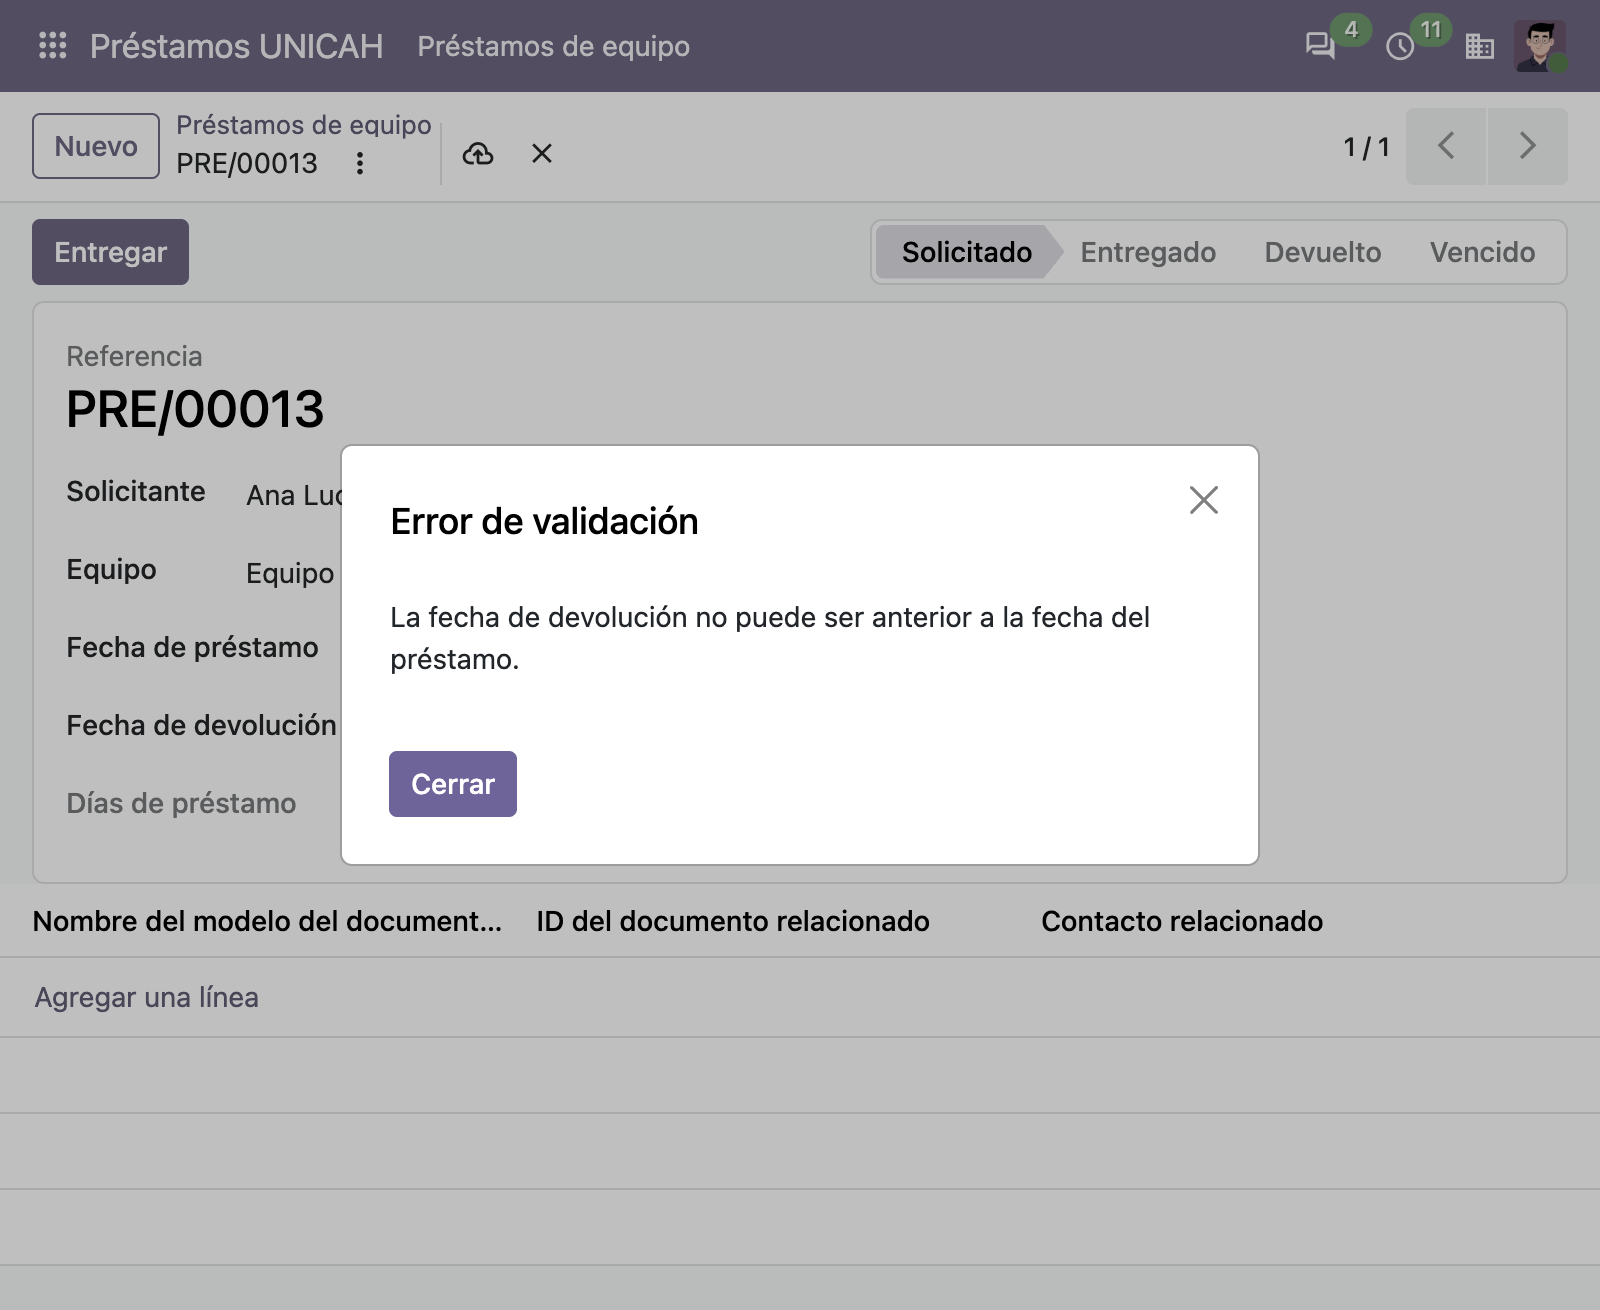 Préstamos UNICAH Préstamos de equipo 4 11
Nuevo Préstamos de equipo
PRE/00013 1 / 1
Entregar Solicitado Entregado Devuelto Vencido
Referencia
PRE/00013
Solicitante Ana
Equipo Equipo
Fecha de préstamo
Fecha de devolución
Días de préstamo
Error de validación
La fecha de devolución no puede ser anterior a la fecha del
préstamo.
Cerrar
Nombre del modelo del document... ID del documento relacionado Contacto relacionado
Agregar una línea